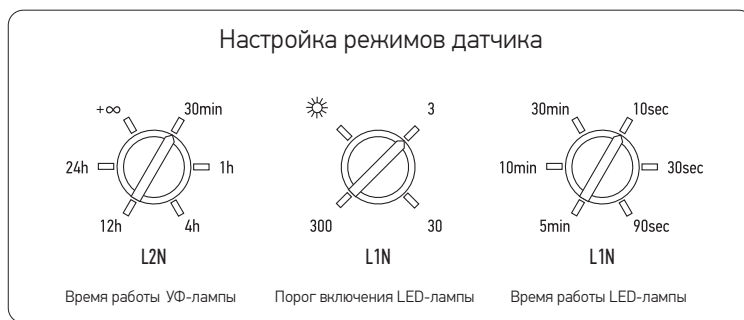 Настройка режимов датчика
+∞ 30min
24h 1h
12h 4h
L2N
Время работы УФ-лампы
3
300 30
L1N
Порог включения LED-лампы
30min 10sec
10min 30sec
5min 90sec
L1N
Время работы LED-лампы